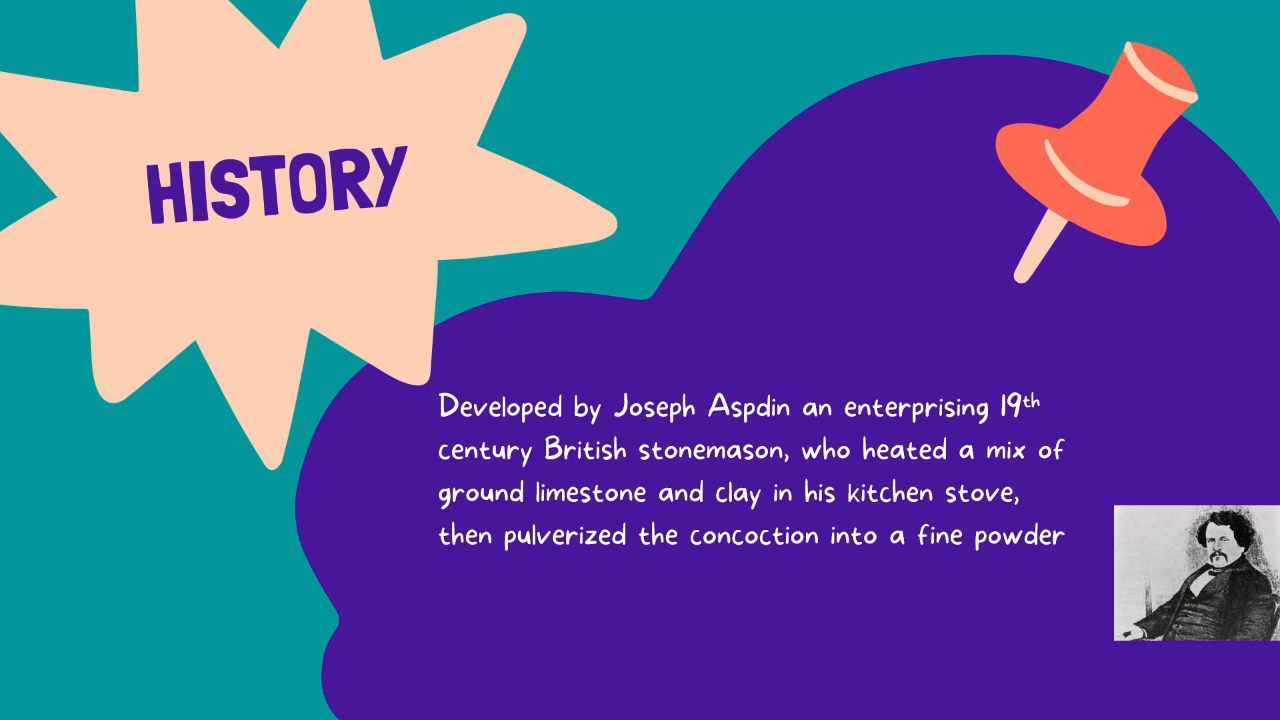 HISTORY
Developed by Joseph Aspdin an enterprising 19th
century British stonemason, who heated a mix of
ground limestone and clay in his kitchen stove,
then pulverized the concoction into a fine powder